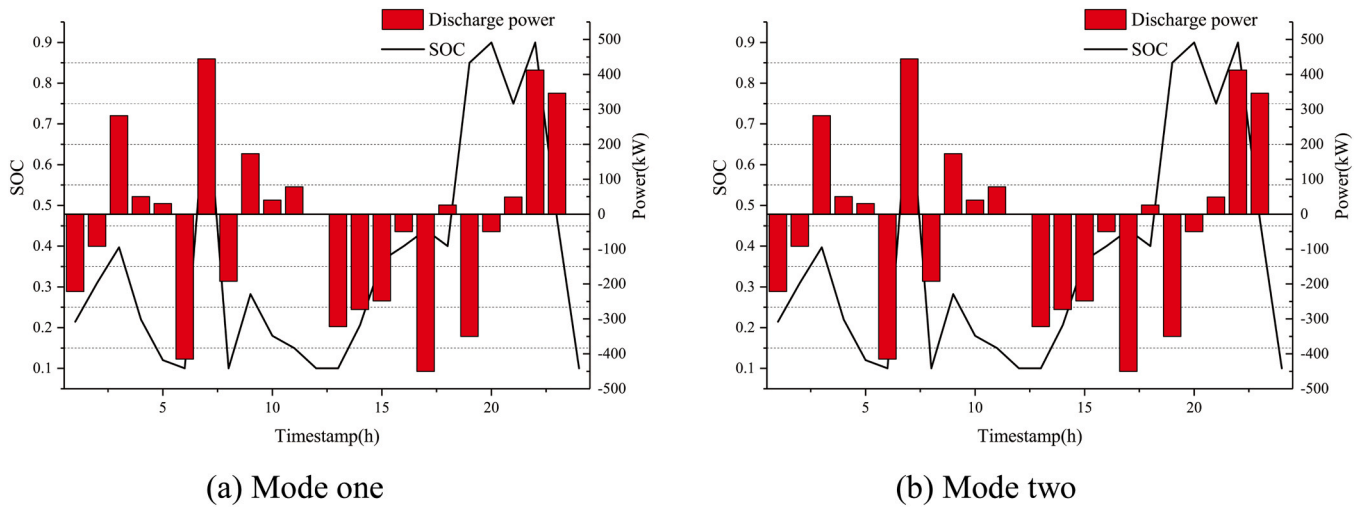 Discharge power
SOC
0.9
0.8
0.7
0.6
0.5
0.4
0.3
0.2
0.1
SOC
500
400
300
200
100
0
-100
-200
-300
-400
-500
Power(kW)
5 10 15 20
Timestamp(h)
(a) Mode one
Discharge power
SOC
0.9
0.8
0.7
0.6
0.5
0.4
0.3
0.2
0.1
SOC
500
400
300
200
100
0
-100
-200
-300
-400
-500
Power(kW)
5 10 15 20
Timestamp(h)
(b) Mode two